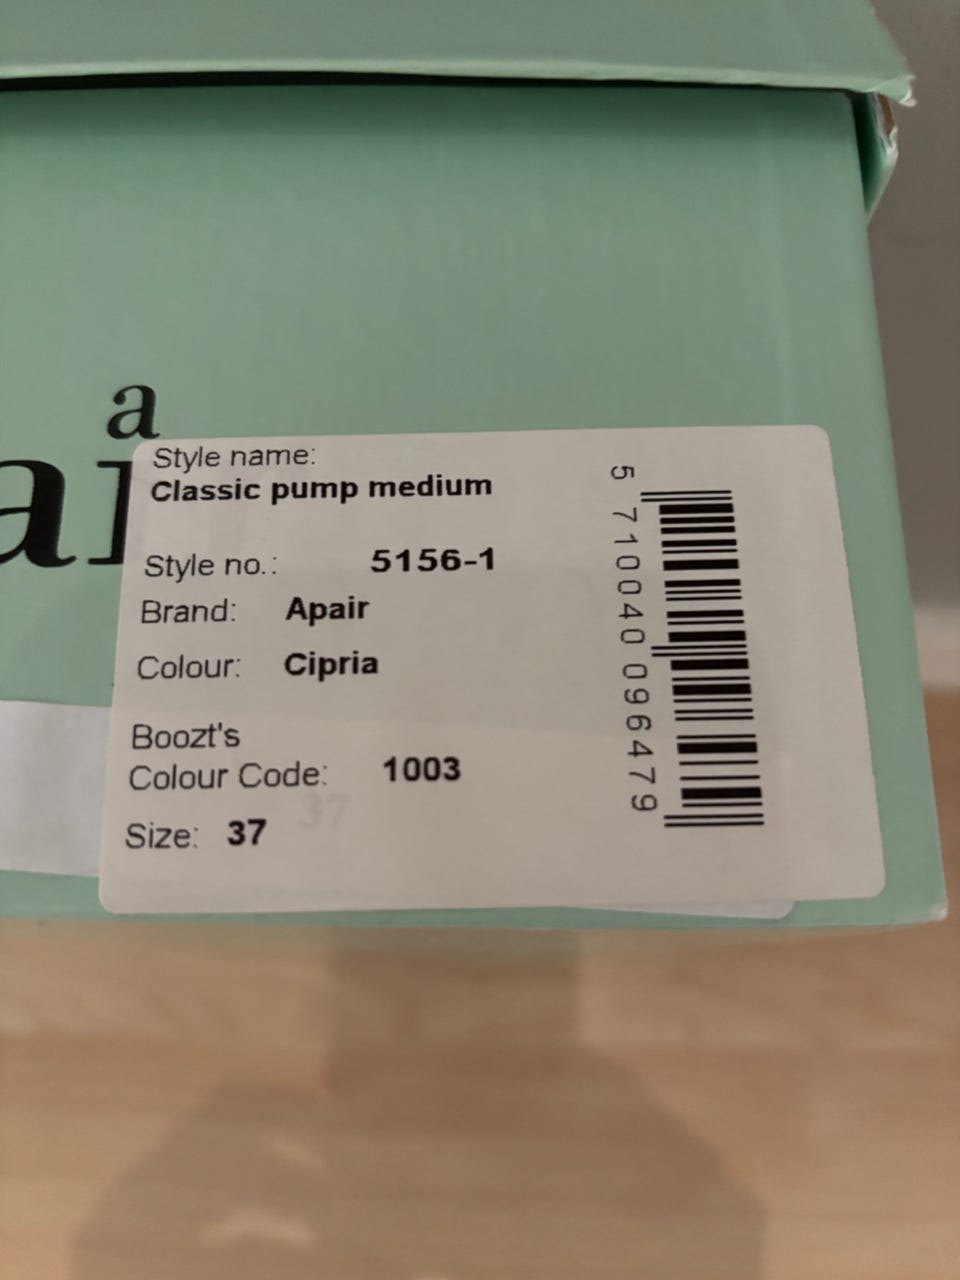 a
ai
Style name:
Classic pump medium
Style no.: 5156-1
Brand: Apair
Colour: Cipria
Boozt's
Colour Code: 1003
37
Size: 37
5 710040 096479